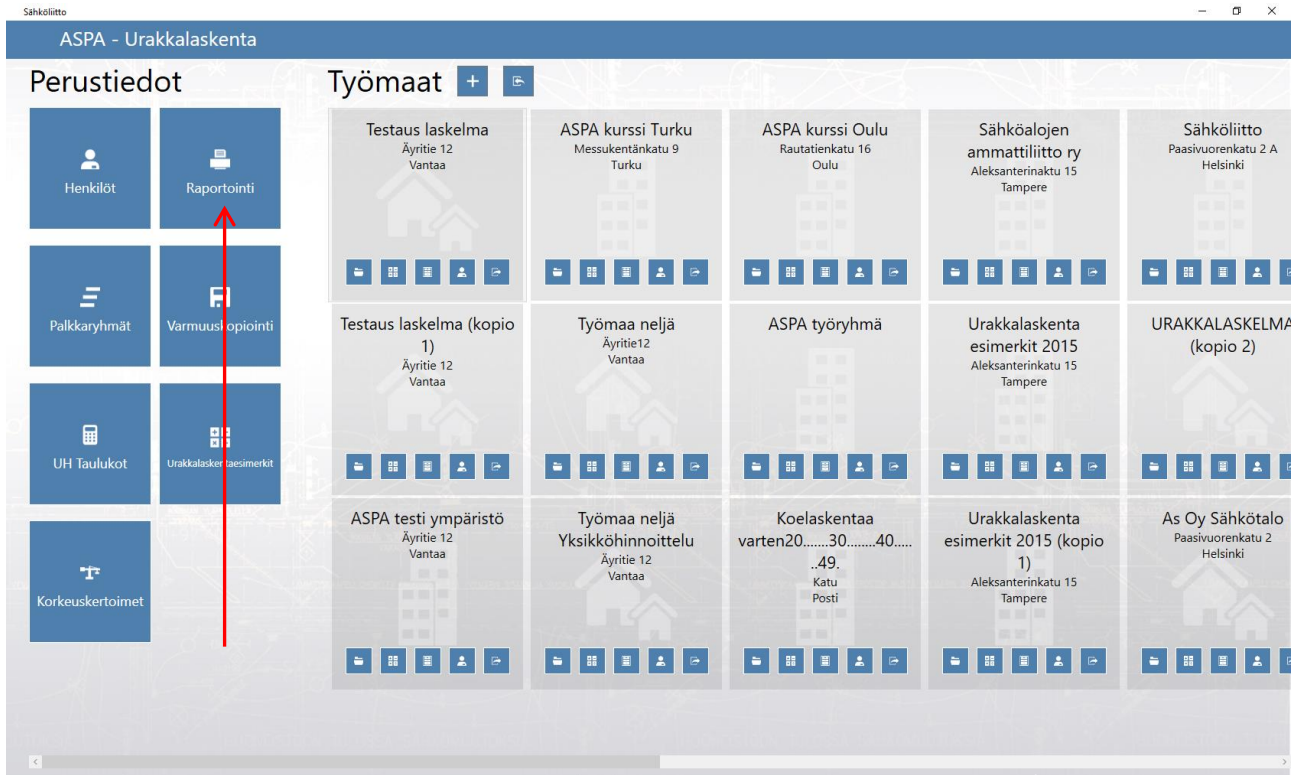 Sähköliitto
ASPA - Urakkalaskenta
Perustiedot
Henkilöt
Raportointi
Palkkaryhmät
Varmuuskopiointi
UH Taulukot
Urakkalaskentaesimerkit
Korkeuskertoimet
Työmaat
Testaus laskelma
Äyritie 12
Vantaa
ASPA kurssi Turku
Messukentänkatu 9
Turku
ASPA kurssi Oulu
Rautatienkatu 16
Oulu
Sähköalojen
ammattiliitto ry
Aleksanterinaktu 15
Tampere
Sähköliitto
Paasivuorenkatu 2 A
Helsinki
Testaus laskelma (kopio
1)
Äyritie 12
Vantaa
Työmaa neljä
Äyritie12
Vantaa
ASPA työryhmä
Urakkalaskenta
esimerkit 2015
Aleksanterinkatu 15
Tampere
URAKKALASKELMA
(kopio 2)
ASPA testi ympäristö
Äyritie 12
Vantaa
Työmaa neljä
Yksikköhinnoittelu
Äyritie 12
Vantaa
Koelaskentaa
varten20.......30........40.....
..49.
Katu
Posti
Urakkalaskenta
esimerkit 2015 (kopio
1)
Aleksanterinkatu 15
Tampere
As Oy Sähkötalo
Paasivuorenkatu 2
Helsinki